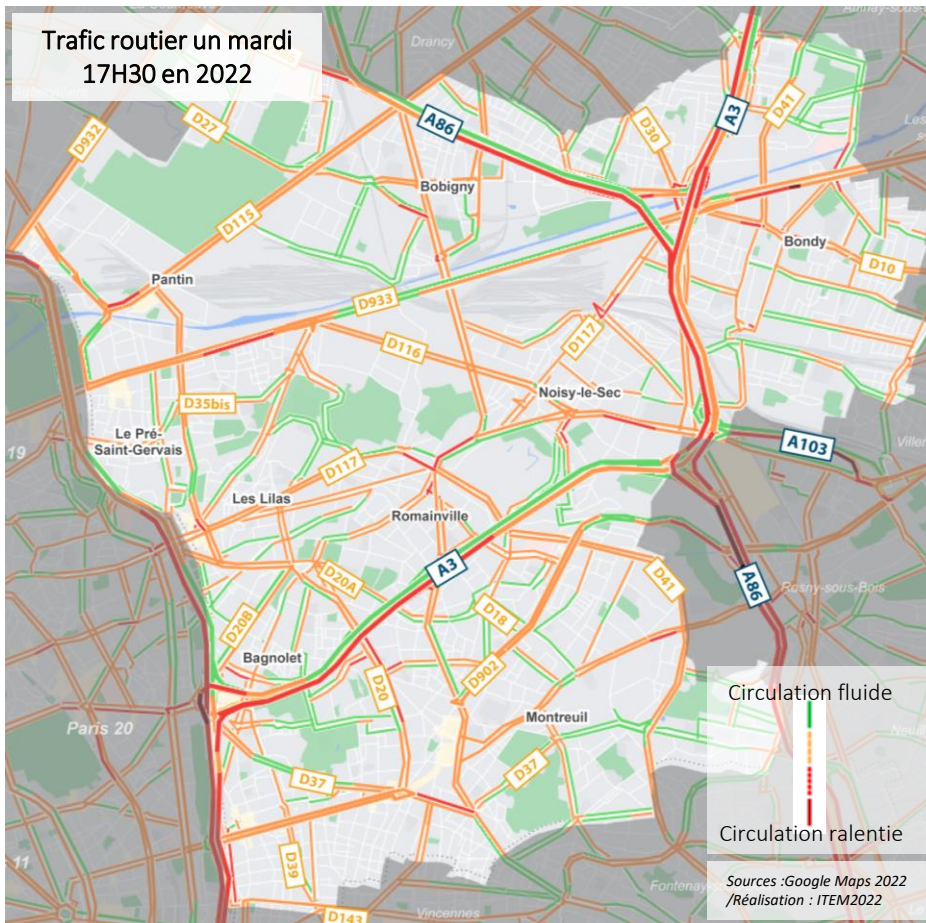 Trafic routier un mardi
17H30 en 2022
Drancy
D932
D27
A86
D30
A3
D41
Bobigny
D115
Bondy
D10
Pantin
D933
D116
D117
D35bis
Noisy-le-Sec
19
Le Pré-
Saint-Gervais
A103
D117
Les Lilas
Romainville
A3
D20A
D41
A86
Rosny-sous-Bois
D18
D20B
Bagnolet
D20
D902
Paris 20
Montreuil
D37
D37
11
D39
D143
Vincennes
Circulation fluide
Circulation ralentie
Sources :Google Maps 2022
/Réalisation : ITEM2022